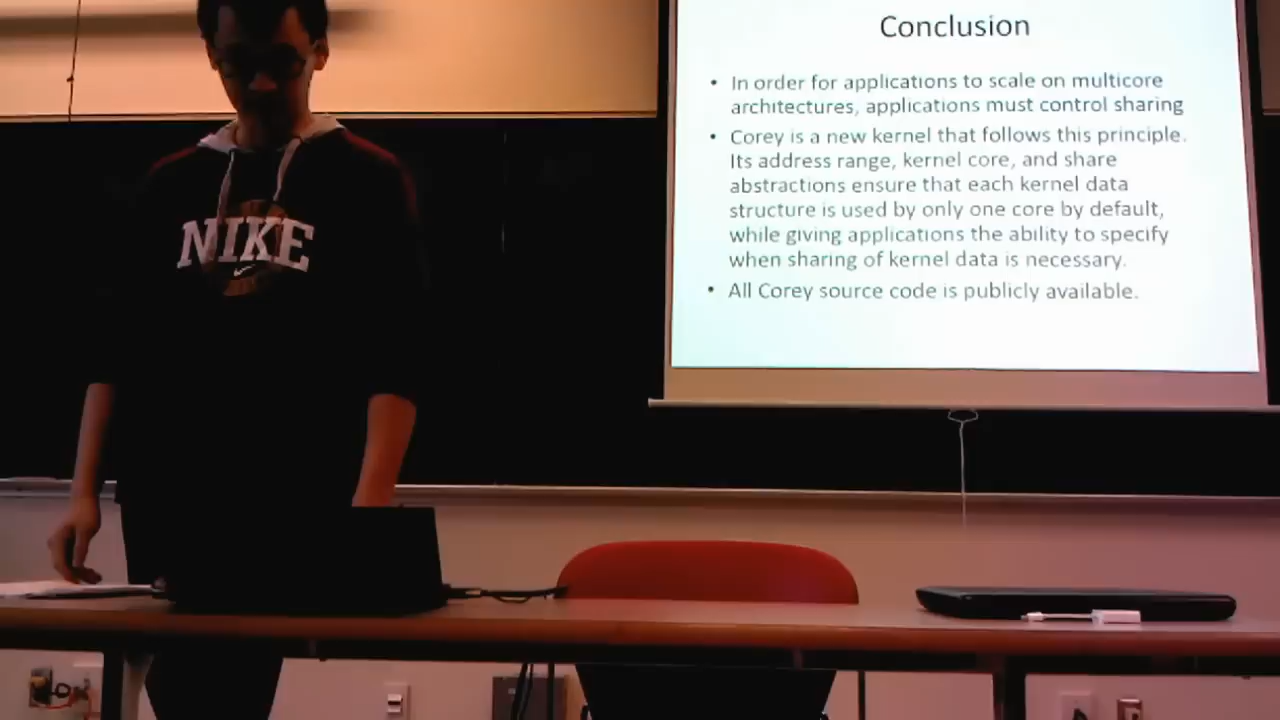 Conclusion
• In order for applications to scale on multicore
architectures, applications must control sharing
• Corey is a new kernel that follows this principle.
Its address range, kernel core, and share
abstractions ensure that each kernel data
structure is used by only one core by default,
while giving applications the ability to specify
when sharing of kernel data is necessary.
• All Corey source code is publicly available.
NIKE